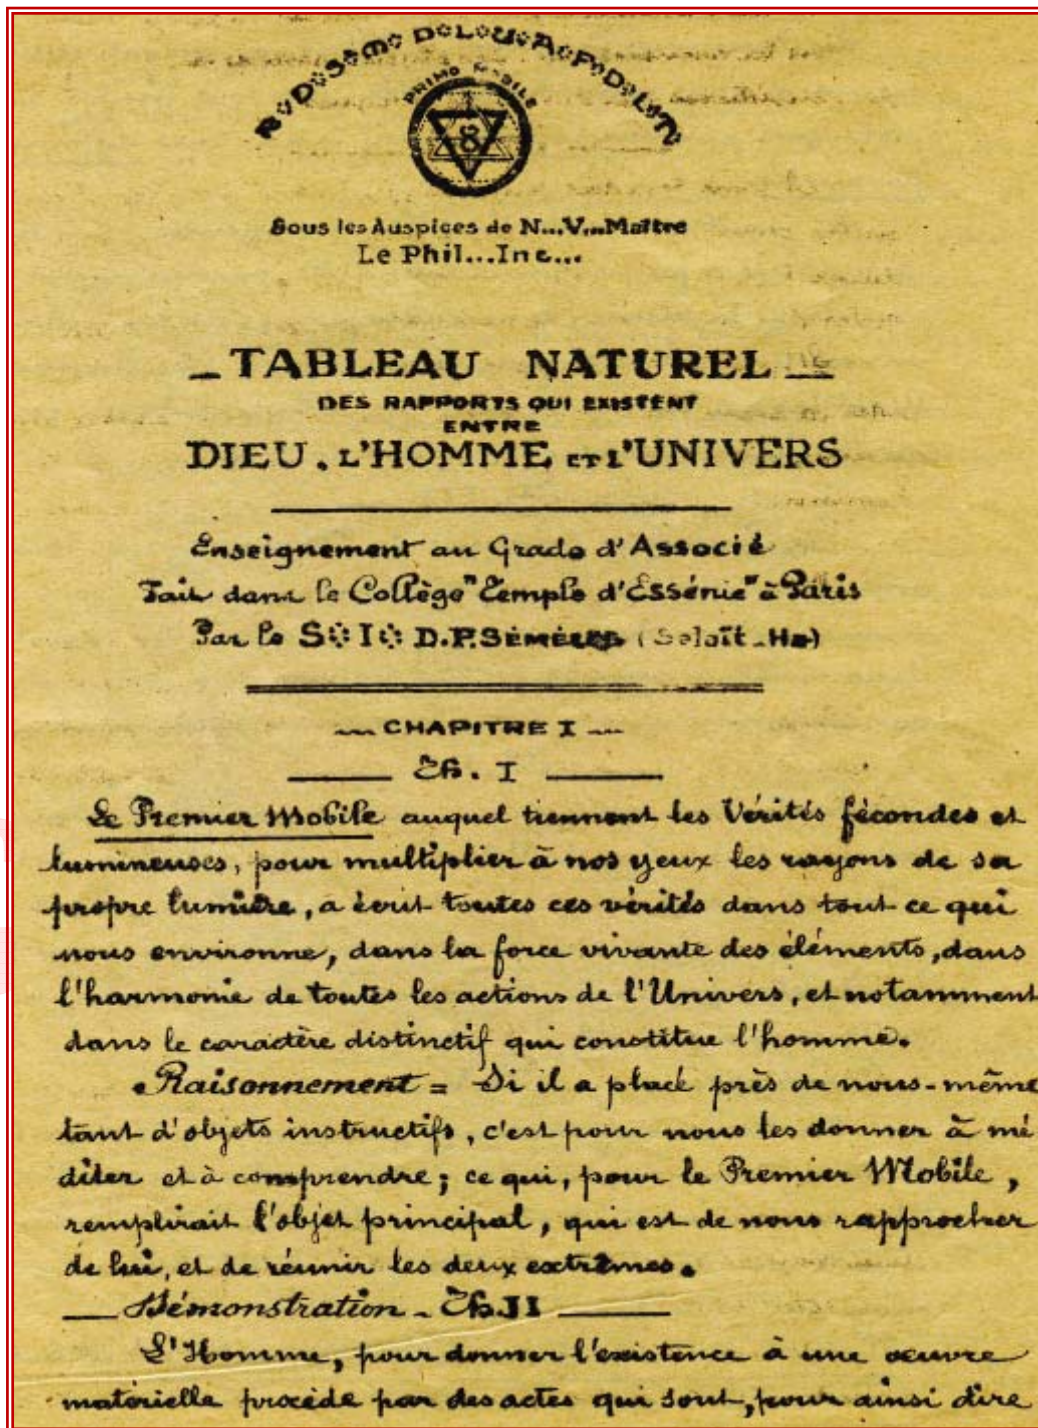 PRIMO MOBILE
8
Sous les Auspices de N...V...Maître
Le Phil...Inc...
TABLEAU NATUREL
DES RAPPORTS QUI EXISTENT
ENTRE
DIEU. L'HOMME ET L'UNIVERS
Enseignement au Grade d'Associé
Fait dans le Collège "Temple d'Essénie" à Paris
Par le S I D.P. SÉMÉLAS (Selaït-Ha)
CHAPITRE I
Th. I
Le Premier Mobile auquel tiennent les Vérités fécondes et
lumineuses, pour multiplier à nos yeux les rayons de sa
propre lumière, a écrit toutes ces vérités dans tout ce qui
nous environne, dans la force vivante des éléments, dans
l'harmonie de toutes les actions de l'Univers, et notamment
dans le caractère distinctif qui constitue l'homme.
Raisonnement = Si il a placé près de nous-même
tant d'objets instructifs, c'est pour nous les donner à mé
diter et à comprendre; ce qui, pour le Premier Mobile,
remplirait l'objet principal, qui est de nous rapprocher
de lui, et de réunir les deux extrêmes.
Démonstration - Th II
L'Homme, pour donner l'existence à une œuvre
matérielle procède par des actes qui sont, pour ainsi dire